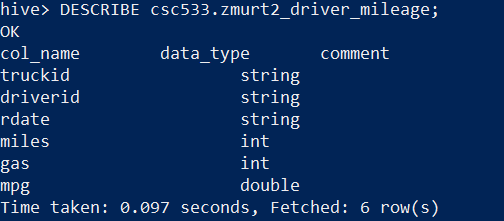 hive> DESCRIBE csc533.zmurt2_driver_mileage;
OK
col_name data_type comment
truckid string
driverid string
rdate string
miles int
gas int
mpg double
Time taken: 0.097 seconds, Fetched: 6 row(s)